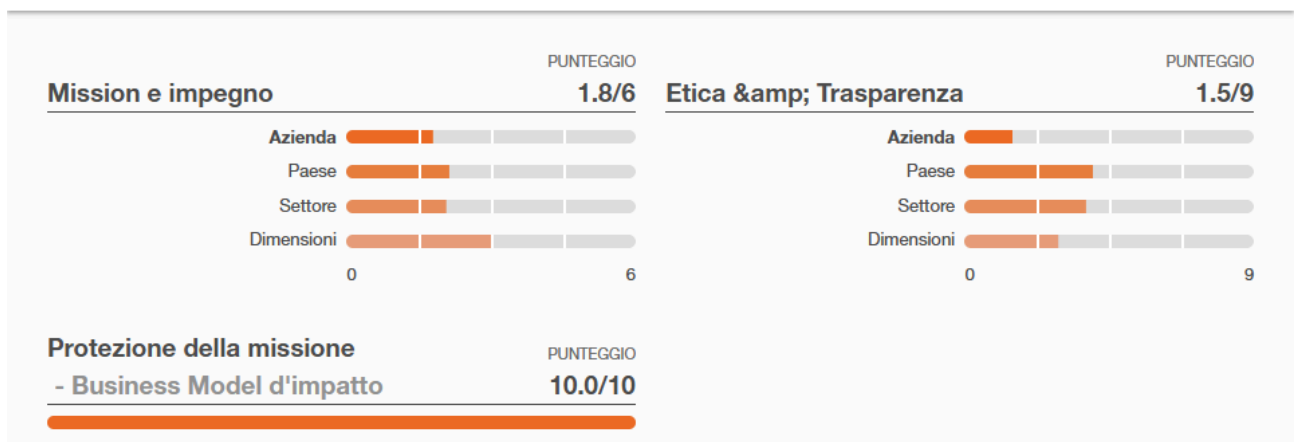 PUNTEGGIO
Mission e impegno 1.8/6
Azienda
Paese
Settore
Dimensioni
0 6
PUNTEGGIO
Etica &amp; Trasparenza 1.5/9
Azienda
Paese
Settore
Dimensioni
0 9
Protezione della missione PUNTEGGIO
- Business Model d'impatto 10.0/10